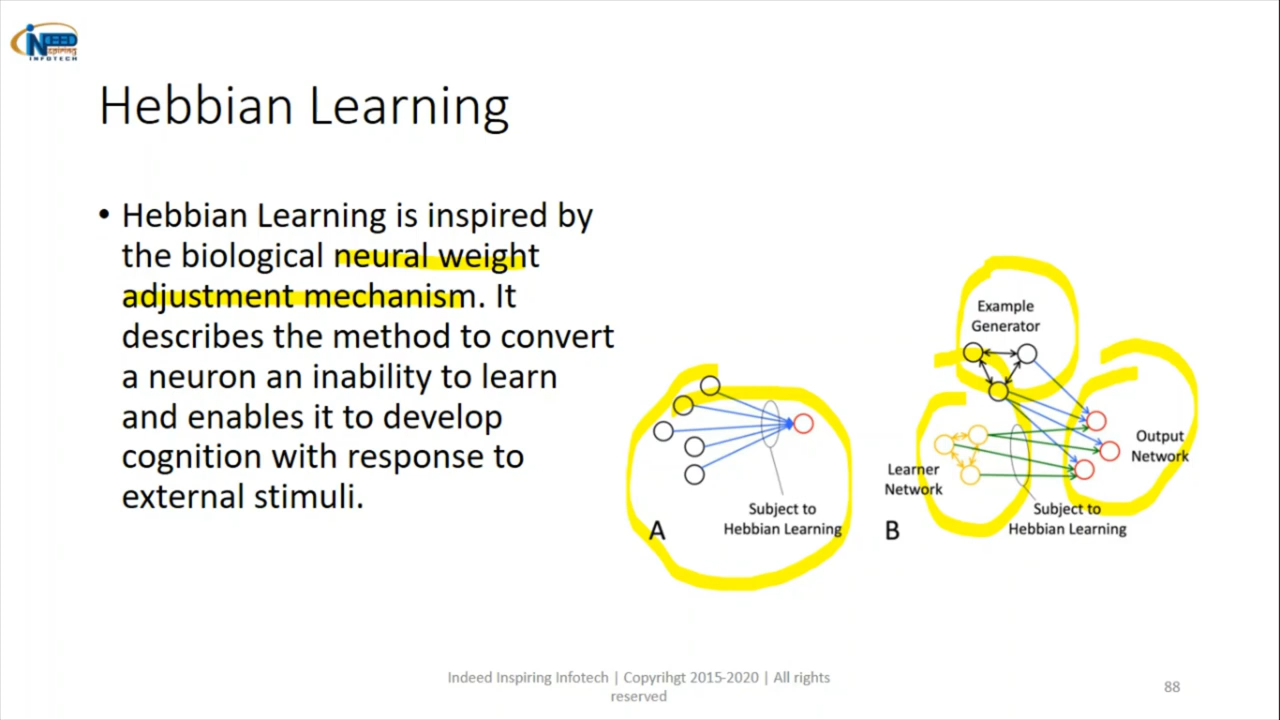 iNEED
inspiring
INFOTECH
Hebbian Learning
• Hebbian Learning is inspired by
the biological neural weight
adjustment mechanism. It
describes the method to convert
a neuron an inability to learn
and enables it to develop
cognition with response to
external stimuli.
Subject to
Hebbian Learning
A
Example
Generator
Output
Network
Learner
Network
Subject to
Hebbian Learning
B
Indeed Inspiring Infotech | Copyrihgt 2015-2020 | All rights
reserved
88